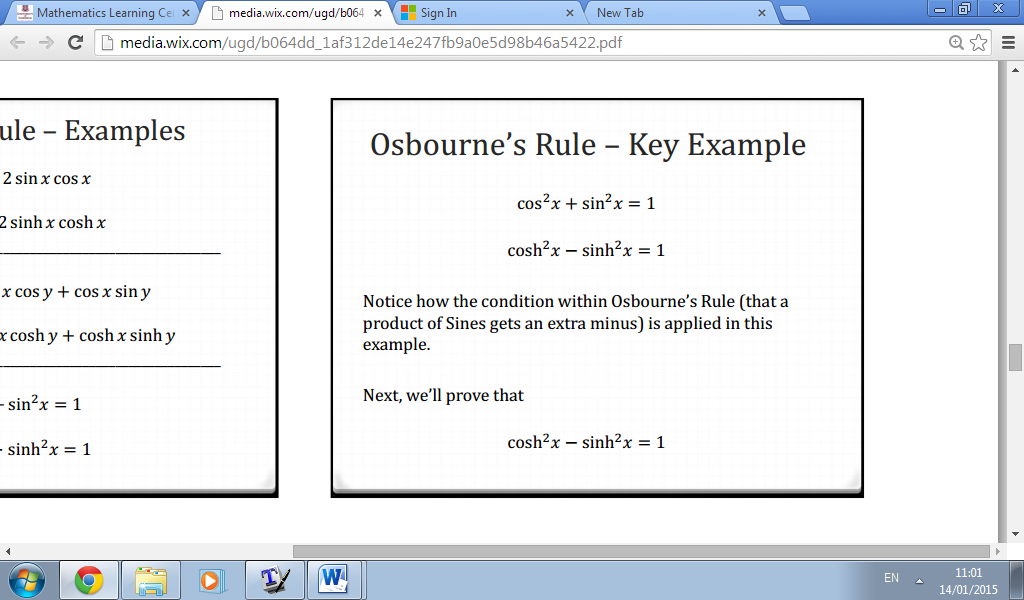 Mathematics Learning Ce
media.wix.com/ugd/b064
Sign In
New Tab
media.wix.com/ugd/b064dd_1af312de14e247fb9a0e5d98b46a5422.pdf
ule – Examples
2 sin x cos x
2 sinh x cosh x
x cos y + cos x sin y
x cosh y + cosh x sinh y
- sin²x = 1
- sinh²x = 1
Osbourne’s Rule – Key Example
cos²x + sin²x = 1
cosh²x − sinh²x = 1
Notice how the condition within Osbourne’s Rule (that a
product of Sines gets an extra minus) is applied in this
example.
Next, we’ll prove that
cosh²x − sinh²x = 1
EN
11:01
14/01/2015